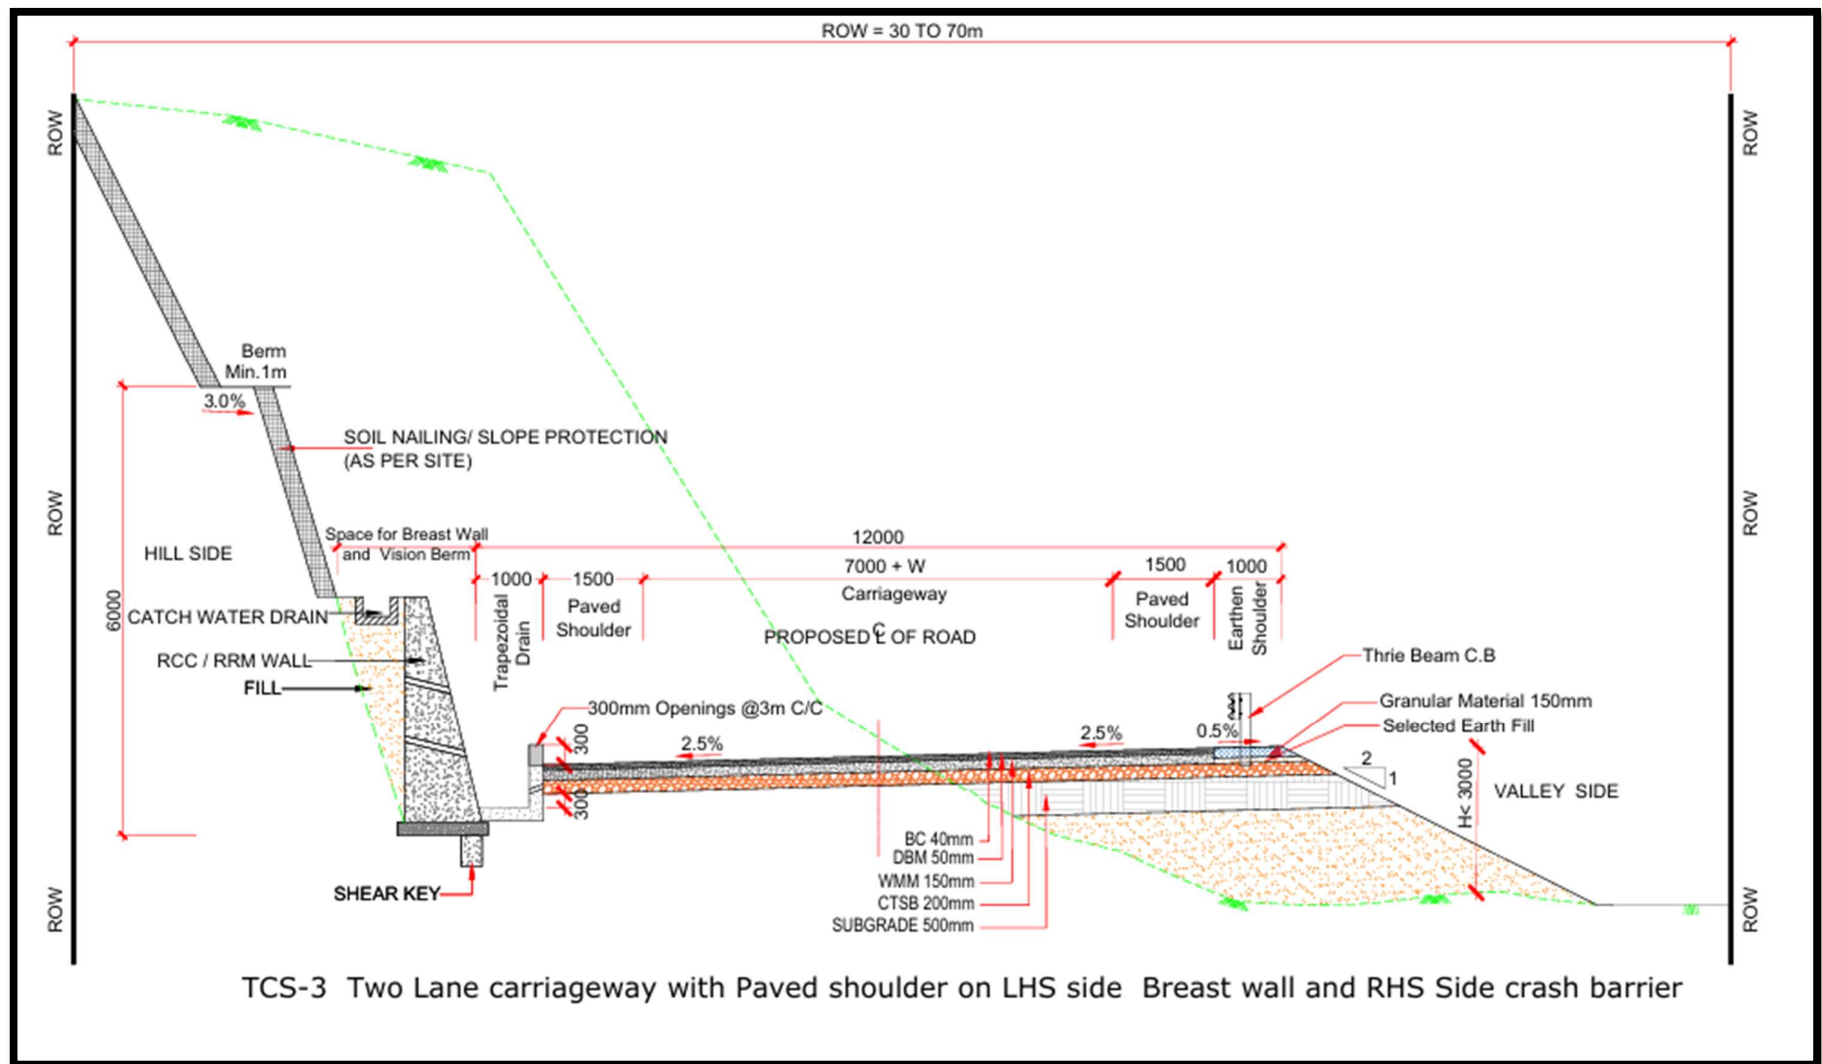 ROW = 30 TO 70m
ROW
ROW
Berm
Min.1m
3.0%
SOIL NAILING/ SLOPE PROTECTION
(AS PER SITE)
ROW
ROW
HILL SIDE
Space for Breast Wall
and Vision Berm
12000
7000 + W
Carriageway
1000
1500
1500
1000
Trapezoidal
Drain
Paved
Shoulder
Paved
Shoulder
Earthen
Shoulder
6000
CATCH WATER DRAIN
PROPOSED ℄ OF ROAD
RCC / RRM WALL
FILL
Thrie Beam C.B
300mm Openings @3m C/C
Granular Material 150mm
Selected Earth Fill
300
2.5%
2.5%
0.5%
2
1
H< 3000
VALLEY SIDE
300
BC 40mm
DBM 50mm
WMM 150mm
CTSB 200mm
SUBGRADE 500mm
SHEAR KEY
ROW
ROW
TCS-3 Two Lane carriageway with Paved shoulder on LHS side Breast wall and RHS Side crash barrier